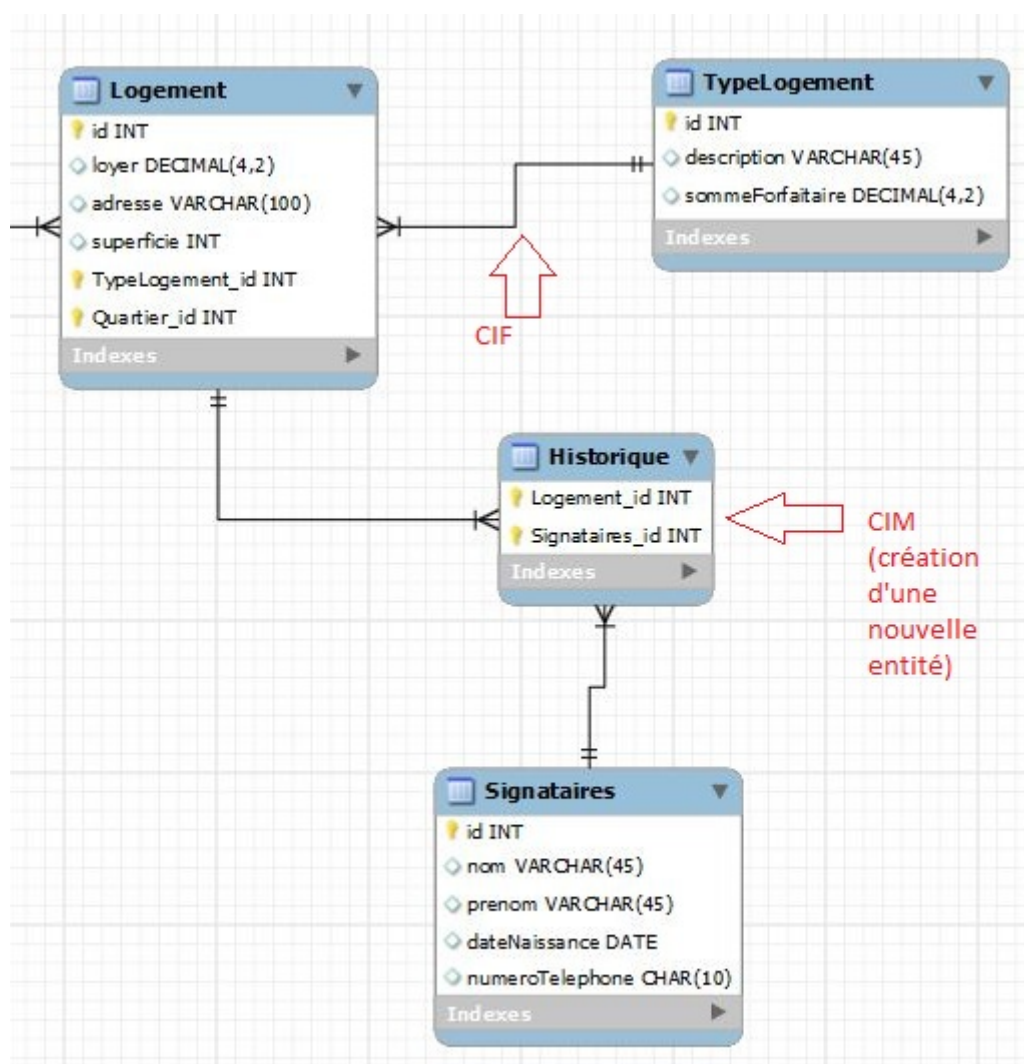 Logement
id INT
loyer DECIMAL(4,2)
adresse VARCHAR(100)
superficie INT
TypeLogement_id INT
Quartier_id INT
Indexes
TypeLogement
id INT
description VARCHAR(45)
sommeForfaitaire DECIMAL(4,2)
Indexes
CIF
Historique
Logement_id INT
Signataires_id INT
Indexes
CIM
(création
d'une
nouvelle
entité)
Signataires
id INT
nom VARCHAR(45)
prenom VARCHAR(45)
dateNaissance DATE
numeroTelephone CHAR(10)
Indexes